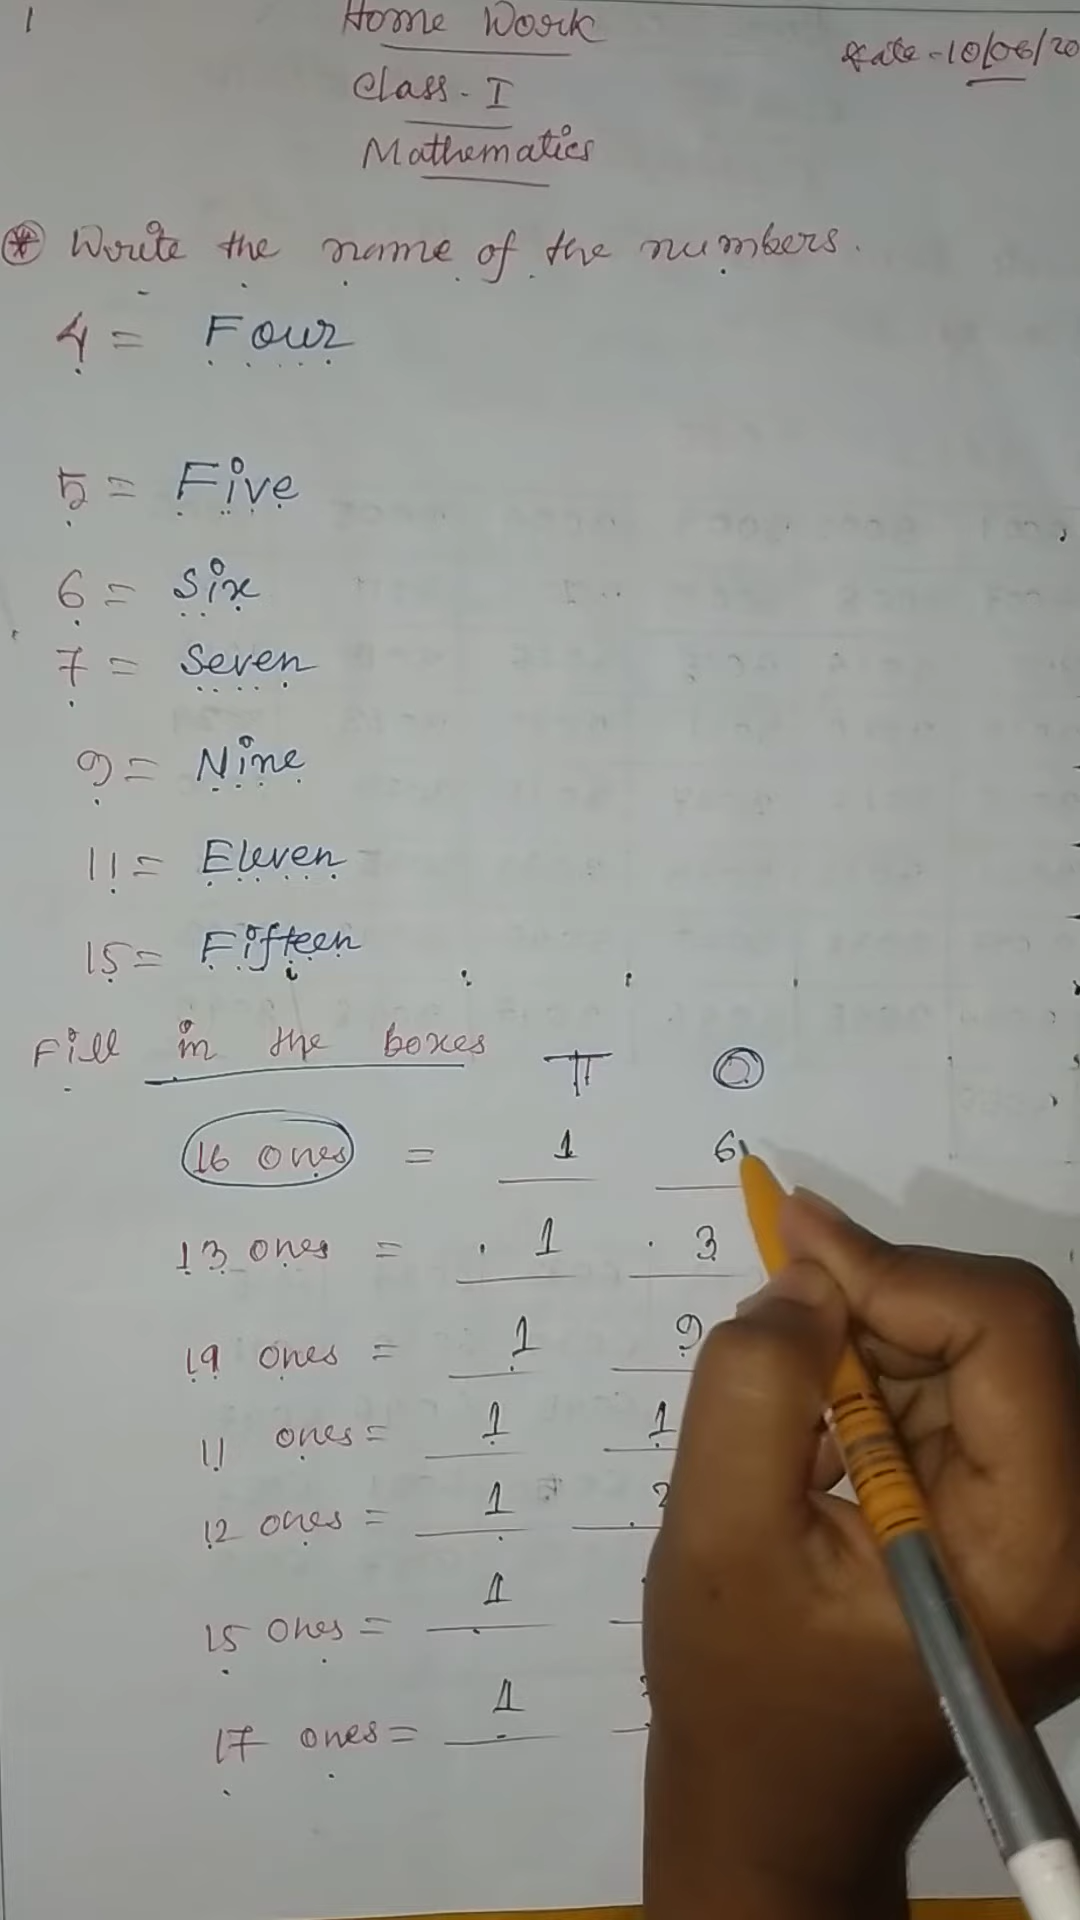 1
Home Work
Date - 10/06/20
Class - I
Mathematics
* Write the name of the numbers.
4 = Four
5 = Five
6 = Six
7 = Seven
9 = Nine
11 = Eleven
15 = Fifteen
Fill in the boxes
T O
16 ones = 1 6
13 ones = 1 3
19 ones = 1 9
11 ones = 1 1
12 ones = 1 2
15 ones = 1
17 ones = 1